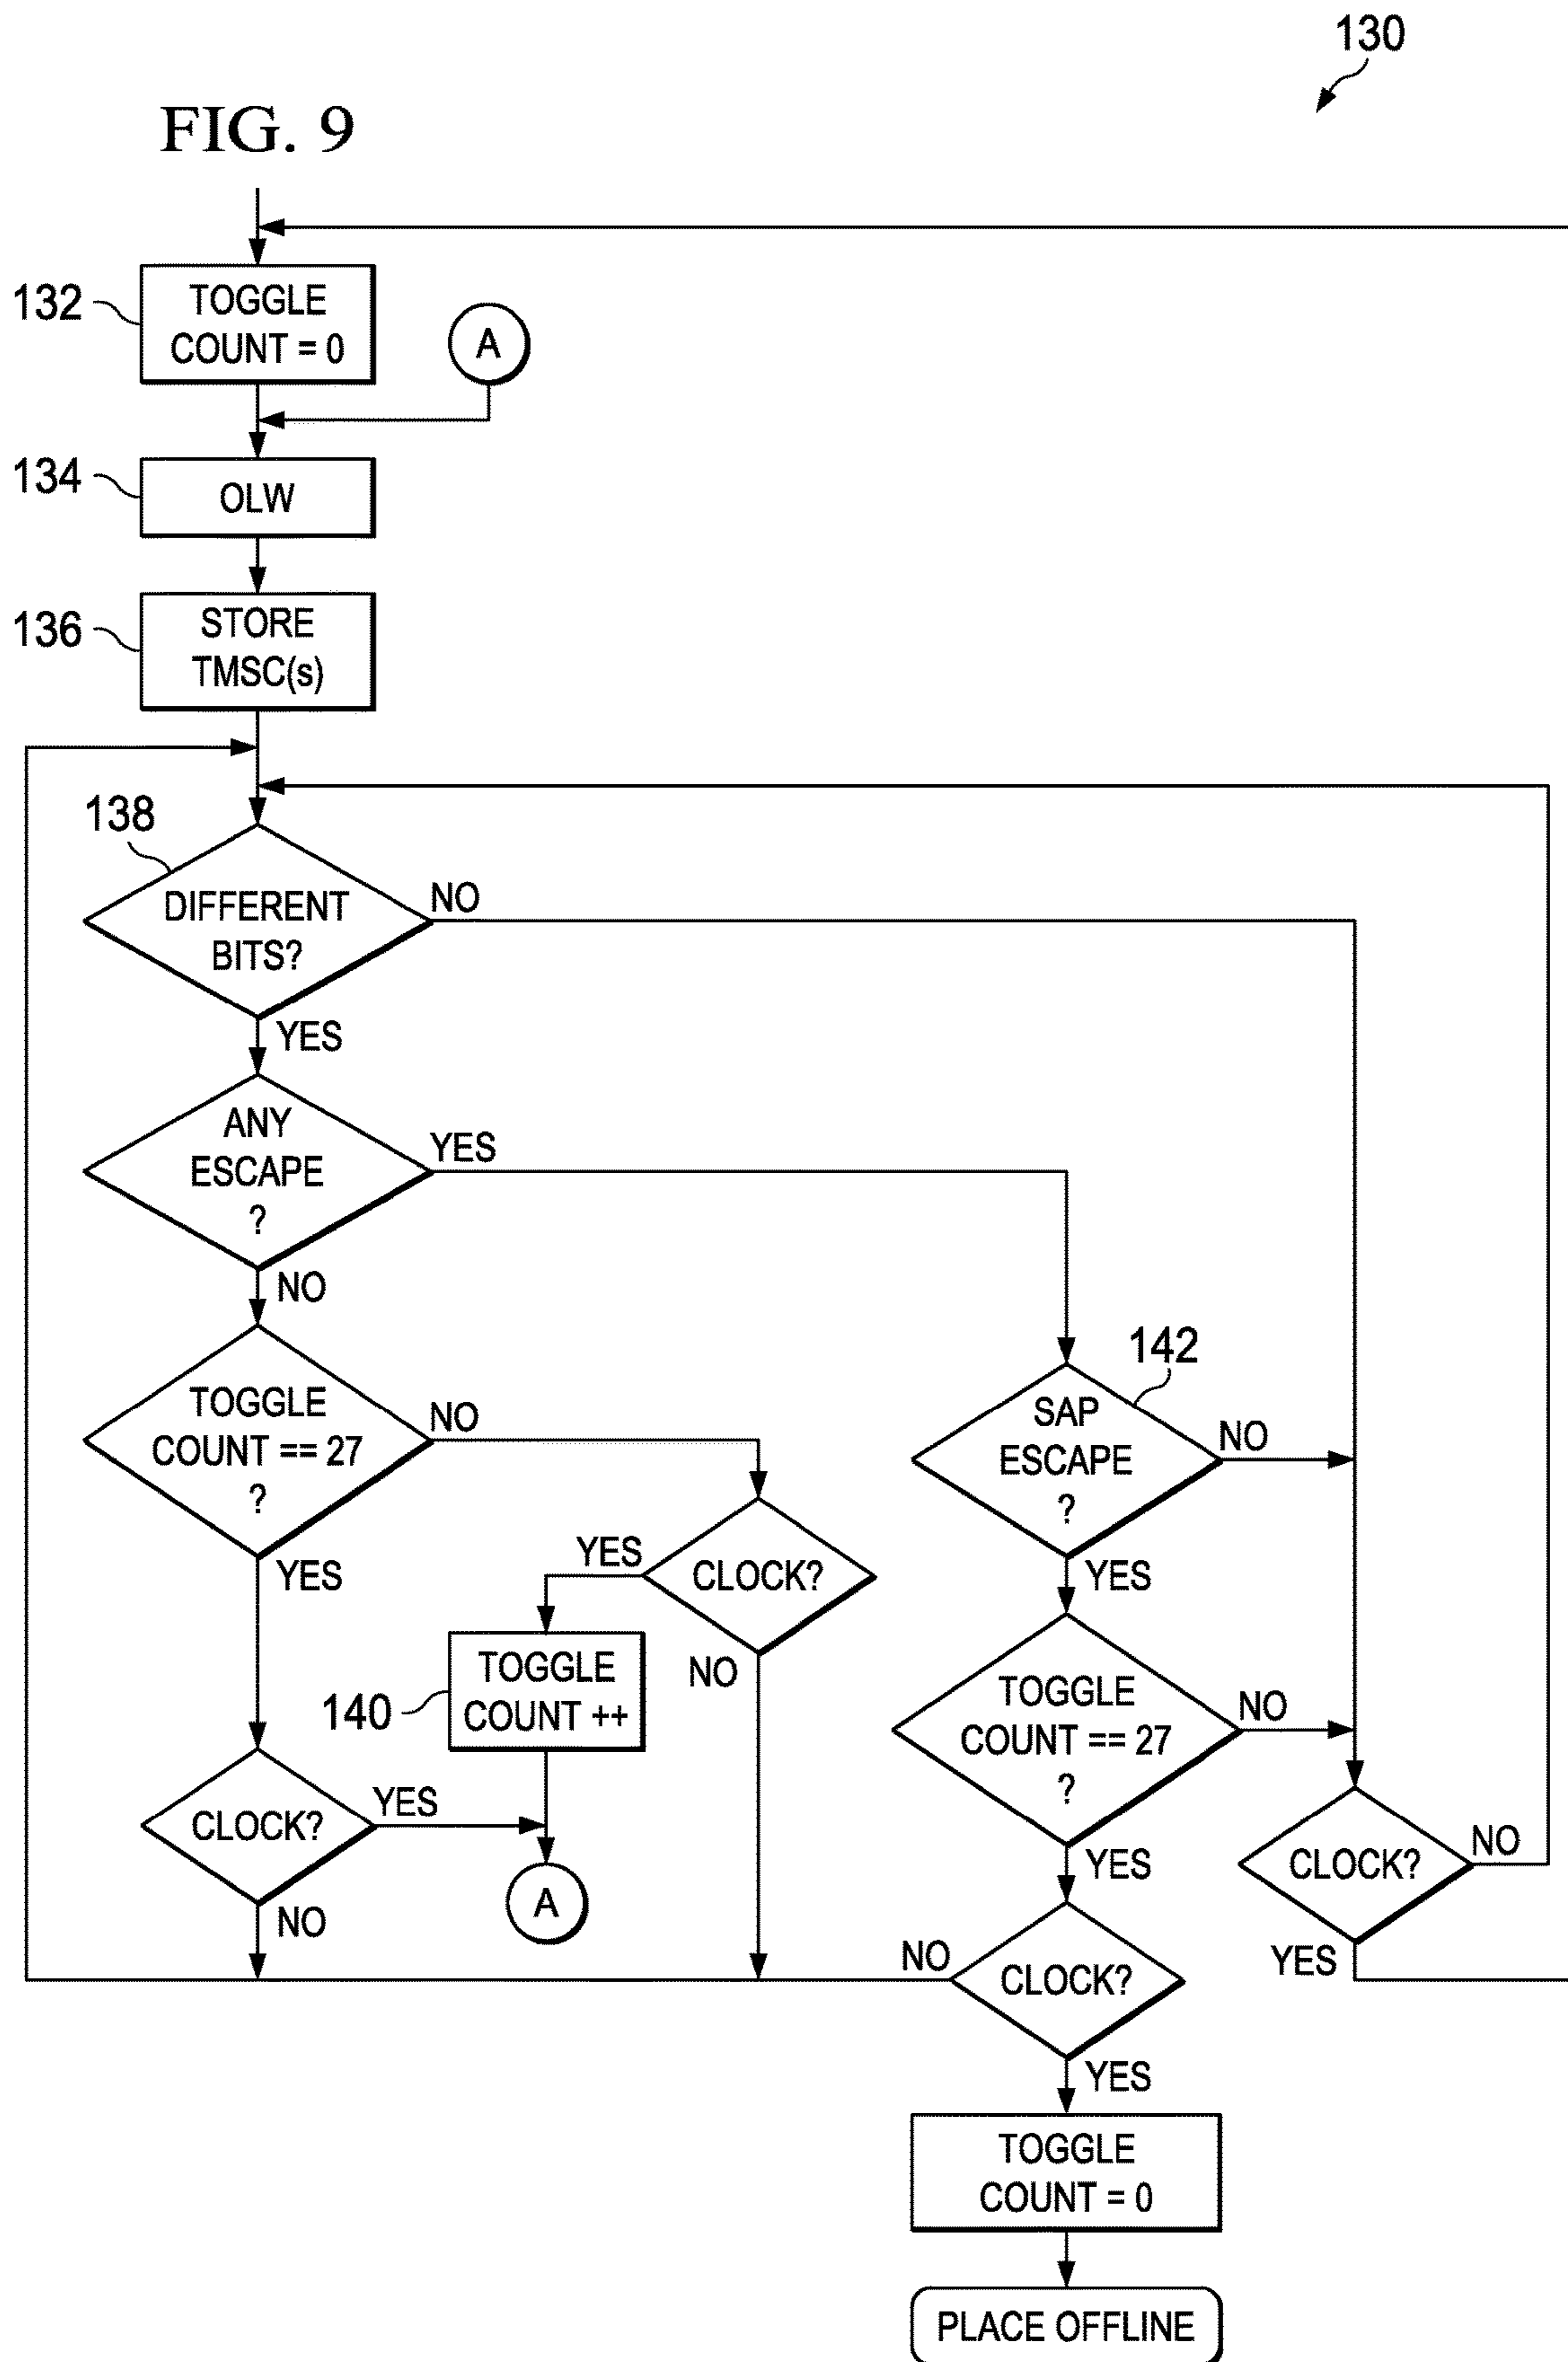 130
FIG. 9
132
TOGGLE
COUNT = 0
A
134
OLW
136
STORE
TMSC(s)
138
DIFFERENT
BITS?
NO
YES
ANY
ESCAPE
?
YES
NO
142
TOGGLE
COUNT == 27
?
NO
YES
SAP
ESCAPE
?
NO
YES
CLOCK?
YES
NO
140
TOGGLE
COUNT ++
TOGGLE
COUNT == 27
?
NO
YES
CLOCK?
YES
NO
A
CLOCK?
NO
YES
CLOCK?
NO
YES
TOGGLE
COUNT = 0
PLACE OFFLINE